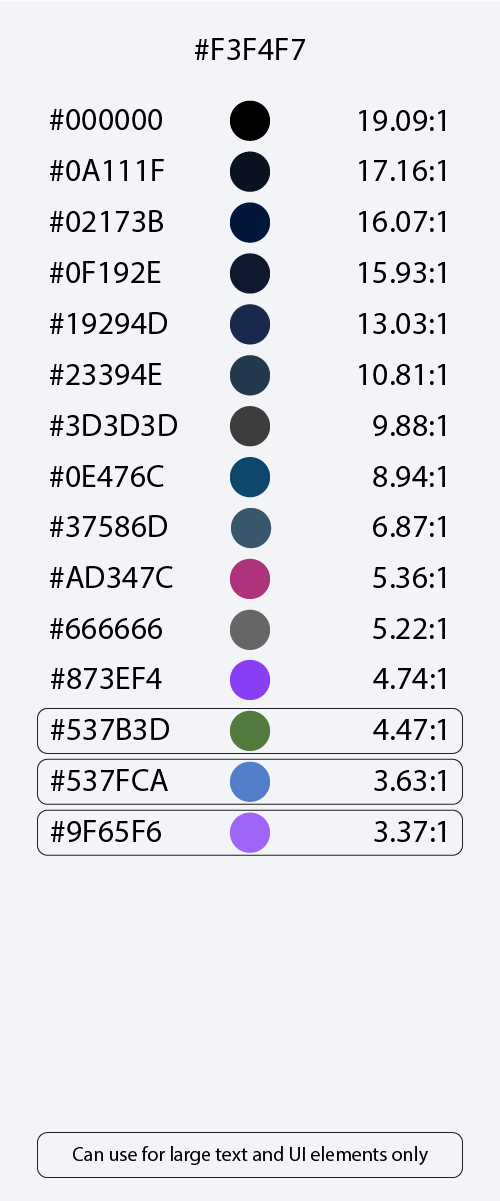 #F3F4F7
#000000 19.09:1
#0A111F 17.16:1
#02173B 16.07:1
#0F192E 15.93:1
#19294D 13.03:1
#23394E 10.81:1
#3D3D3D 9.88:1
#0E476C 8.94:1
#37586D 6.87:1
#AD347C 5.36:1
#666666 5.22:1
#873EF4 4.74:1
#537B3D 4.47:1
#537FCA 3.63:1
#9F65F6 3.37:1
Can use for large text and UI elements only